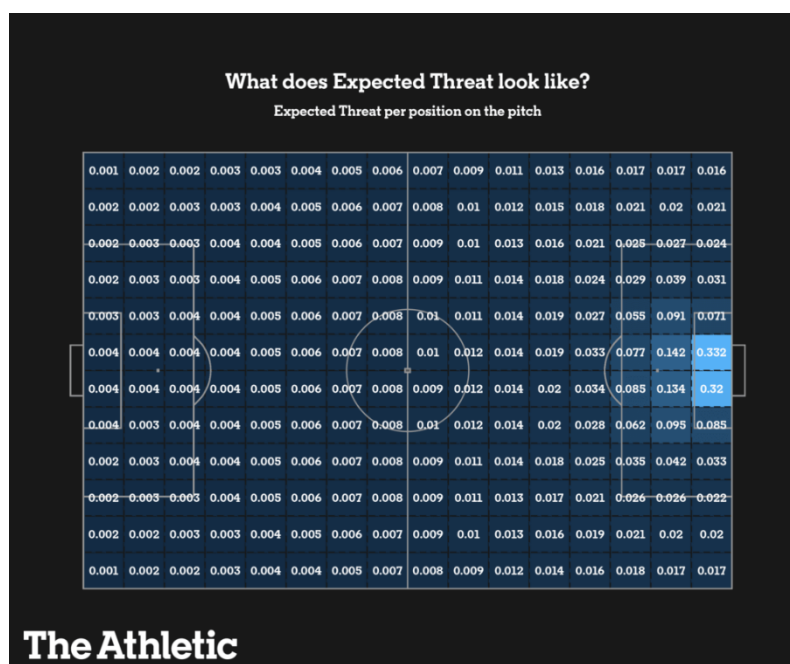 What does Expected Threat look like?
Expected Threat per position on the pitch
0.001 0.002 0.002 0.003 0.003 0.004 0.005 0.006 0.007 0.009 0.011 0.013 0.016 0.017 0.017 0.016
0.002 0.002 0.003 0.003 0.004 0.005 0.006 0.007 0.008 0.01 0.012 0.015 0.018 0.021 0.02 0.021
0.002 0.003 0.003 0.004 0.004 0.005 0.006 0.007 0.009 0.01 0.013 0.016 0.021 0.025 0.027 0.024
0.002 0.003 0.003 0.004 0.005 0.006 0.007 0.008 0.009 0.011 0.014 0.018 0.024 0.029 0.039 0.031
0.003 0.003 0.004 0.004 0.005 0.006 0.007 0.008 0.01 0.011 0.014 0.019 0.027 0.055 0.091 0.071
0.004 0.004 0.004 0.004 0.005 0.006 0.007 0.008 0.01 0.012 0.014 0.019 0.033 0.077 0.142 0.332
0.004 0.004 0.004 0.004 0.005 0.006 0.007 0.008 0.009 0.012 0.014 0.02 0.034 0.085 0.134 0.32
0.004 0.003 0.004 0.004 0.005 0.006 0.007 0.008 0.01 0.012 0.014 0.02 0.028 0.062 0.095 0.085
0.002 0.003 0.004 0.004 0.005 0.006 0.007 0.008 0.009 0.011 0.014 0.018 0.025 0.035 0.042 0.033
0.002 0.003 0.003 0.004 0.005 0.006 0.007 0.008 0.009 0.011 0.013 0.017 0.021 0.026 0.026 0.022
0.002 0.002 0.003 0.003 0.004 0.005 0.006 0.007 0.009 0.01 0.013 0.016 0.019 0.021 0.02 0.02
0.001 0.002 0.002 0.003 0.004 0.004 0.005 0.007 0.008 0.009 0.012 0.014 0.016 0.018 0.017 0.017
The Athletic